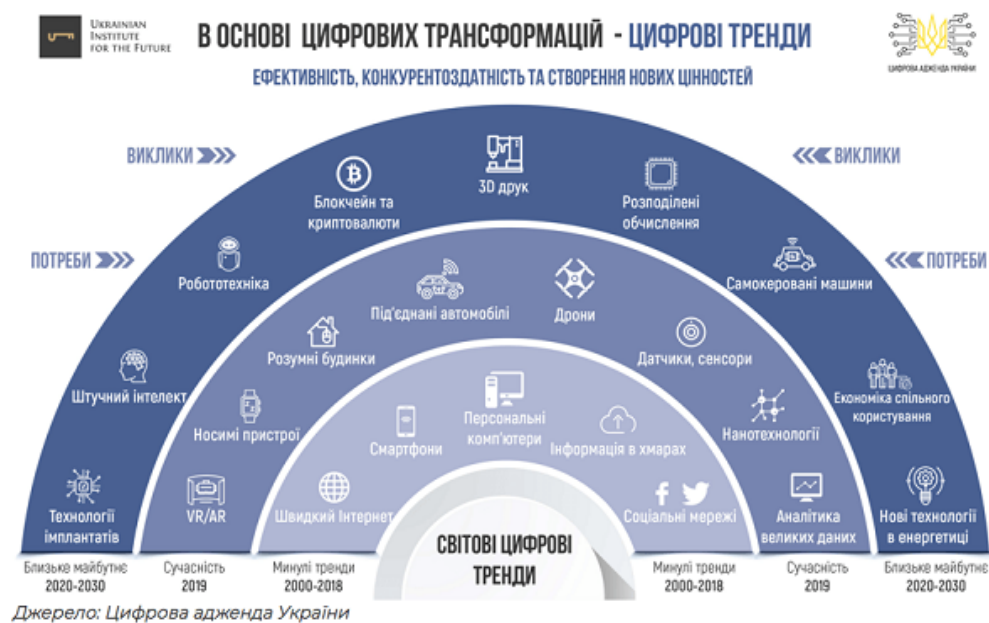 UKRAINIAN
INSTITUTE
FOR THE FUTURE
В ОСНОВІ ЦИФРОВИХ ТРАНСФОРМАЦІЙ - ЦИФРОВІ ТРЕНДИ
ЕФЕКТИВНІСТЬ, КОНКУРЕНТОЗДАТНІСТЬ ТА СТВОРЕННЯ НОВИХ ЦІННОСТЕЙ
ЦИФРОВА АДЖЕНДА УКРАЇНИ
ВИКЛИКИ
ВИКЛИКИ
ПОТРЕБИ
ПОТРЕБИ
3D друк
Блокчейн та
криптовалюти
Розподілені
обчислення
Робототехніка
Самокеровані машини
Штучний інтелект
Економіка спільного
користування
Технології
імплантатів
Нові технології
в енергетиці
Під'єднані автомобілі
Дрони
Розумні будинки
Датчики, сенсори
Носимі пристрої
Нанотехнології
VR/AR
Аналітика
великих даних
Персональні
комп'ютери
Смартфони
Інформація в хмарах
Швидкий Інтернет
Соціальні мережі
СВІТОВІ ЦИФРОВІ
ТРЕНДИ
Близьке майбутнє
2020-2030
Сучасність
2019
Минулі тренди
2000-2018
Минулі тренди
2000-2018
Сучасність
2019
Близьке майбутнє
2020-2030
Джерело: Цифрова адженда України